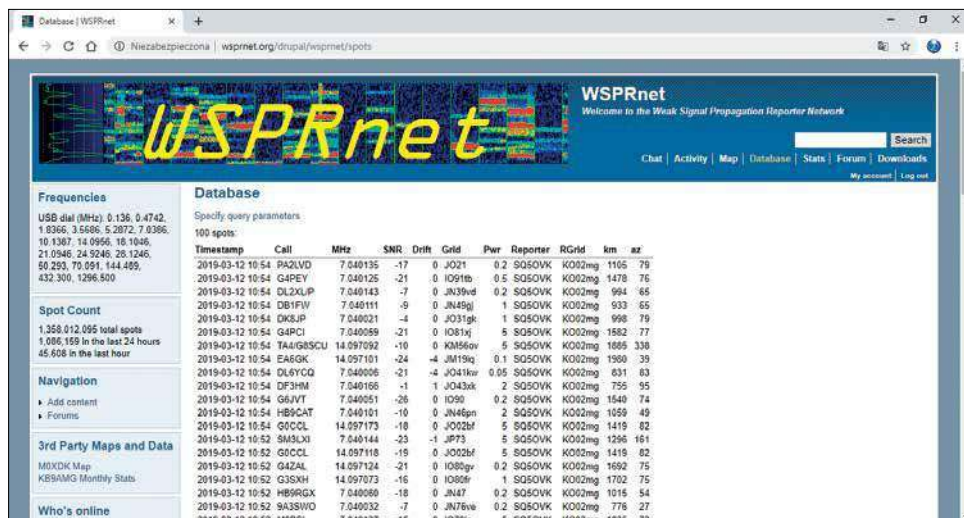 Database | WSPRnet
Niezabezpieczona | wsprnet.org/drupal/wsprnet/spots
WSPRnet
WSPRnet
Welcome to the Weak Signal Propagation Reporter Network
Search
Chat | Activity | Map | Database | Stats | Forum | Downloads
My account | Log out
Frequencies
USB dial (MHz): 0.136, 0.4742,
1.8366, 3.5686, 5.2872, 7.0386,
10.1387, 14.0956, 18.1046,
21.0946, 24.9246, 28.1246,
50.293, 70.091, 144.489,
432.300, 1296.500
Spot Count
1,358,012,095 total spots
1,086,159 in the last 24 hours
45,608 in the last hour
Navigation
Add content
Forums
3rd Party Maps and Data
M0XDK Map
KB9AMG Monthly Stats
Who's online
Database
Specify query parameters
100 spots:
Timestamp Call MHz SNR Drift Grid Pwr Reporter RGrid km az
2019-03-12 10:54 PA2LVD 7.040135 -17 0 JO21 0.2 SQ5OVK KO02mg 1105 79
2019-03-12 10:54 G4PEY 7.040125 -21 0 IO91tb 0.5 SQ5OVK KO02mg 1478 76
2019-03-12 10:54 DL2XL/P 7.040143 -7 0 JN39vd 0.2 SQ5OVK KO02mg 994 65
2019-03-12 10:54 DB1FW 7.040111 -9 0 JN49gj 1 SQ5OVK KO02mg 933 65
2019-03-12 10:54 DK8JP 7.040021 -4 0 JO31gk 1 SQ5OVK KO02mg 998 79
2019-03-12 10:54 G4PCI 7.040059 -21 0 IO81xj 5 SQ5OVK KO02mg 1582 77
2019-03-12 10:54 TA4/G8SCU 14.097092 -10 0 KM56ov 5 SQ5OVK KO02mg 1885 338
2019-03-12 10:54 EA6GK 14.097101 -24 -4 JM19iq 0.1 SQ5OVK KO02mg 1980 39
2019-03-12 10:54 DL6YCQ 7.040006 -21 -4 JO41kw 0.05 SQ5OVK KO02mg 831 83
2019-03-12 10:54 DF3HM 7.040166 -1 1 JO43xk 2 SQ5OVK KO02mg 755 95
2019-03-12 10:54 G6JVT 7.040051 -26 0 IO90 0.2 SQ5OVK KO02mg 1540 74
2019-03-12 10:54 HB9CAT 7.040101 -10 0 JN46pn 2 SQ5OVK KO02mg 1059 49
2019-03-12 10:54 G0CCL 14.097173 -18 0 JO02bf 5 SQ5OVK KO02mg 1419 82
2019-03-12 10:52 SM3LXI 7.040144 -23 -1 JP73 5 SQ5OVK KO02mg 1296 161
2019-03-12 10:52 G0CCL 14.097118 -19 0 JO02bf 5 SQ5OVK KO02mg 1419 82
2019-03-12 10:52 G4ZAL 14.097124 -21 0 IO80gv 0.2 SQ5OVK KO02mg 1692 75
2019-03-12 10:52 G3SXH 14.097073 -16 0 IO80fr 1 SQ5OVK KO02mg 1702 75
2019-03-12 10:52 HB9RGX 7.040060 -18 0 JN47 0.2 SQ5OVK KO02mg 1015 54
2019-03-12 10:52 9A3SWO 7.040032 -7 0 JN76ve 0.2 SQ5OVK KO02mg 776 27